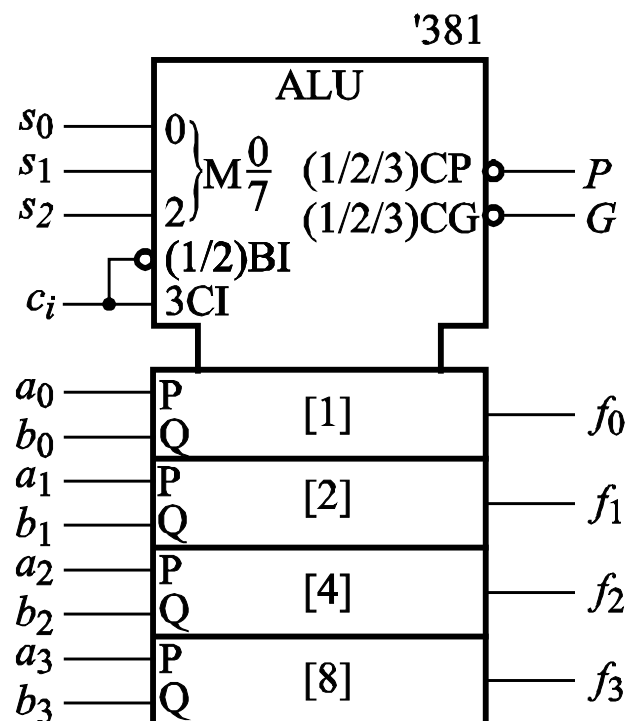 '381
ALU
s0 0
s1 M 0/7 (1/2/3)CP P
s2 2 (1/2/3)CG G
(1/2)BI
ci 3CI
a0 P [1] f0
b0 Q
a1 P [2] f1
b1 Q
a2 P [4] f2
b2 Q
a3 P [8] f3
b3 Q